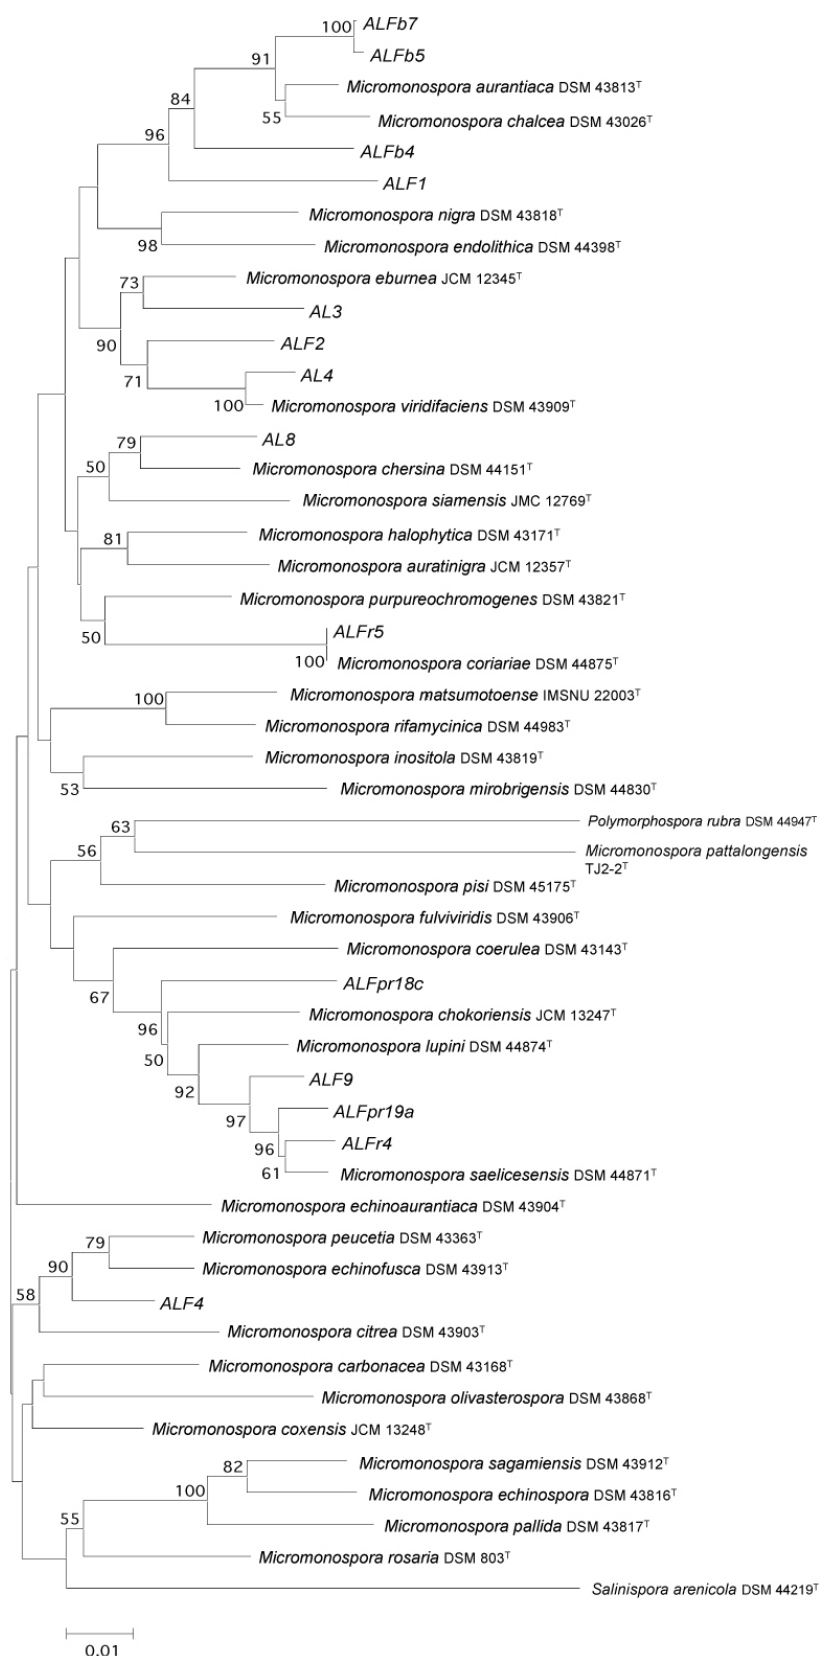 100 ALFb7
91 ALFb5
Micromonospora aurantiaca DSM 43813ᵀ
84
55 Micromonospora chalcea DSM 43026ᵀ
96
ALFb4
ALF1
Micromonospora nigra DSM 43818ᵀ
98 Micromonospora endolithica DSM 44398ᵀ
73 Micromonospora eburnea JCM 12345ᵀ
AL3
90 ALF2
71 AL4
100 Micromonospora viridifaciens DSM 43909ᵀ
79 AL8
50 Micromonospora chersina DSM 44151ᵀ
Micromonospora siamensis JMC 12769ᵀ
81 Micromonospora halophytica DSM 43171ᵀ
Micromonospora auratinigra JCM 12357ᵀ
Micromonospora purpureochromogenes DSM 43821ᵀ
50 ALFr5
100 Micromonospora coriariae DSM 44875ᵀ
100 Micromonospora matsumotoense IMSNU 22003ᵀ
Micromonospora rifamycinica DSM 44983ᵀ
Micromonospora inositola DSM 43819ᵀ
53 Micromonospora mirobrigensis DSM 44830ᵀ
63 Polymorphospora rubra DSM 44947ᵀ
56 Micromonospora pattalongensis
TJ2-2ᵀ
Micromonospora pisi DSM 45175ᵀ
Micromonospora fulviviridis DSM 43906ᵀ
Micromonospora coerulea DSM 43143ᵀ
67 ALFpr18c
96 Micromonospora chokoriensis JCM 13247ᵀ
50 Micromonospora lupini DSM 44874ᵀ
92 ALF9
97 ALFpr19a
96 ALFr4
61 Micromonospora saelicesensis DSM 44871ᵀ
Micromonospora echinoaurantiaca DSM 43904ᵀ
79 Micromonospora peucetia DSM 43363ᵀ
90 Micromonospora echinofusca DSM 43913ᵀ
58 ALF4
Micromonospora citrea DSM 43903ᵀ
Micromonospora carbonacea DSM 43168ᵀ
Micromonospora olivasterospora DSM 43868ᵀ
Micromonospora coxensis JCM 13248ᵀ
82 Micromonospora sagamiensis DSM 43912ᵀ
100 Micromonospora echinospora DSM 43816ᵀ
55 Micromonospora pallida DSM 43817ᵀ
Micromonospora rosaria DSM 803ᵀ
Salinispora arenicola DSM 44219ᵀ
0.01